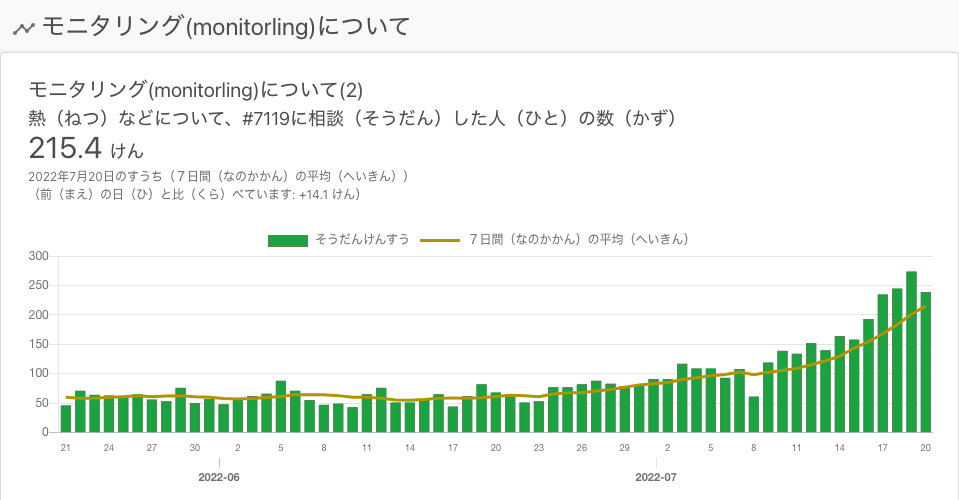 モニタリング(monitorling)について
モニタリング(monitorling)について(2)
熱（ねつ）などについて、#7119に相談（そうだん）した人（ひと）の数（かず）
215.4 けん
2022年7月20日のすうち（７日間（なのかかん）の平均（へいきん））
（前（まえ）の日（ひ）と比（くら）べています: +14.1 けん）
そうだんけんすう ７日間（なのかかん）の平均（へいきん）
300
250
200
150
100
50
0
21 24 27 30 2 5 8 11 14 17 20 23 26 29 2 5 8 11 14 17 20
2022-06 2022-07